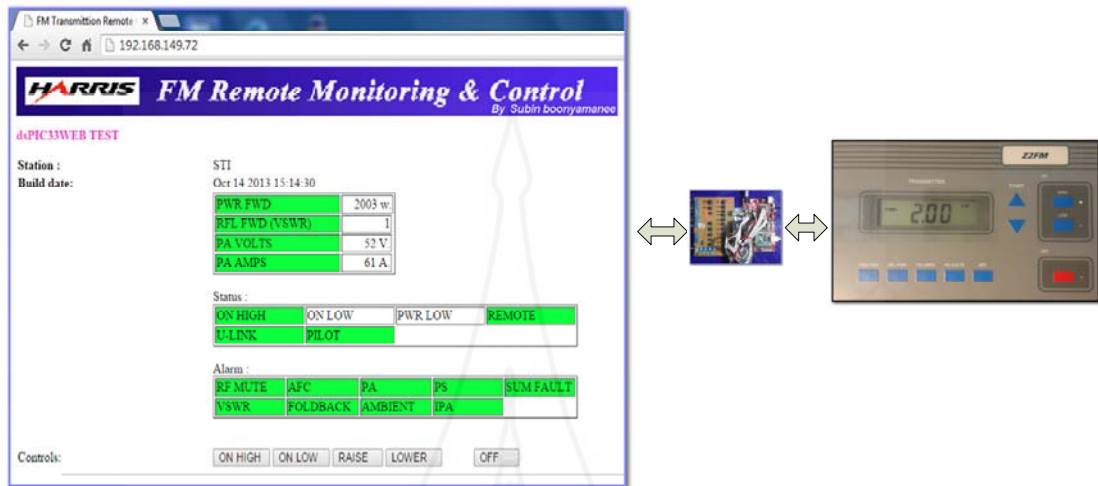 FM Transmittion Remote
192.168.149.72
HARRIS FM Remote Monitoring & Control
By Subin boonyamanee
dsPIC33WEB TEST
Station : STI
Build date: Oct 14 2013 15:14:30
PWR FWD 2003 w.
RFL FWD (VSWR) 1
PA VOLTS 52 V.
PA AMPS 61 A.
Status :
ON HIGH ON LOW PWR LOW REMOTE
U-LINK PILOT
Alarm :
RF MUTE AFC PA PS SUM FAULT
VSWR FOLDBACK AMBIENT IPA
Controls: ON HIGH ON LOW RAISE LOWER OFF
Z2FM
TRANSMITTER
POWER
2.00